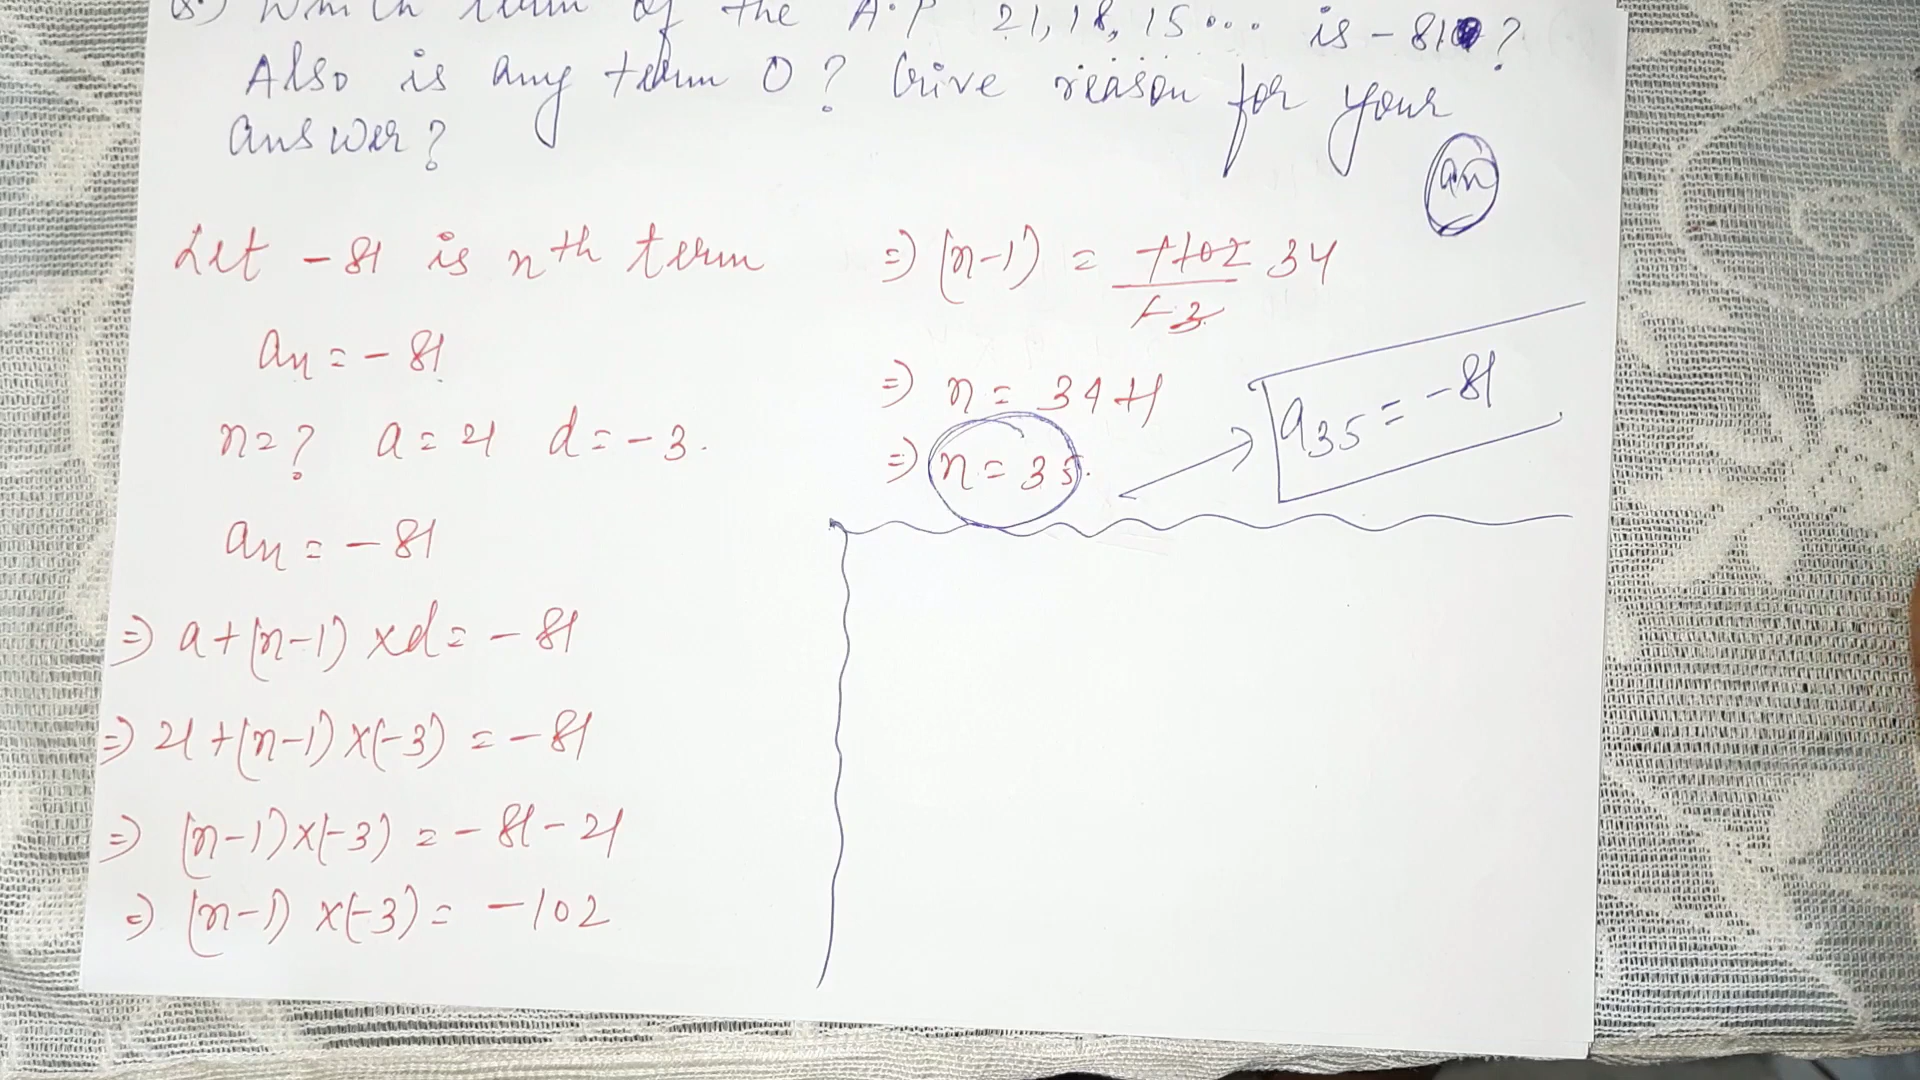 Q.) Which term of the A.P 21, 18, 15... is - 81 ?
Also is any term 0 ? Give reason for your
answer ?
an
Let - 81 is nth term
an = - 81
n = ? a = 21 d = - 3.
an = - 81
=> a + (n-1) xd = - 81
=> 21 + (n-1) x(-3) = - 81
=> (n-1) x(-3) = - 81 - 21
=> (n-1) x(-3) = - 102
=> (n-1) = -102/-3 34
=> n = 34 + 1
=> n = 35.
a35 = -81